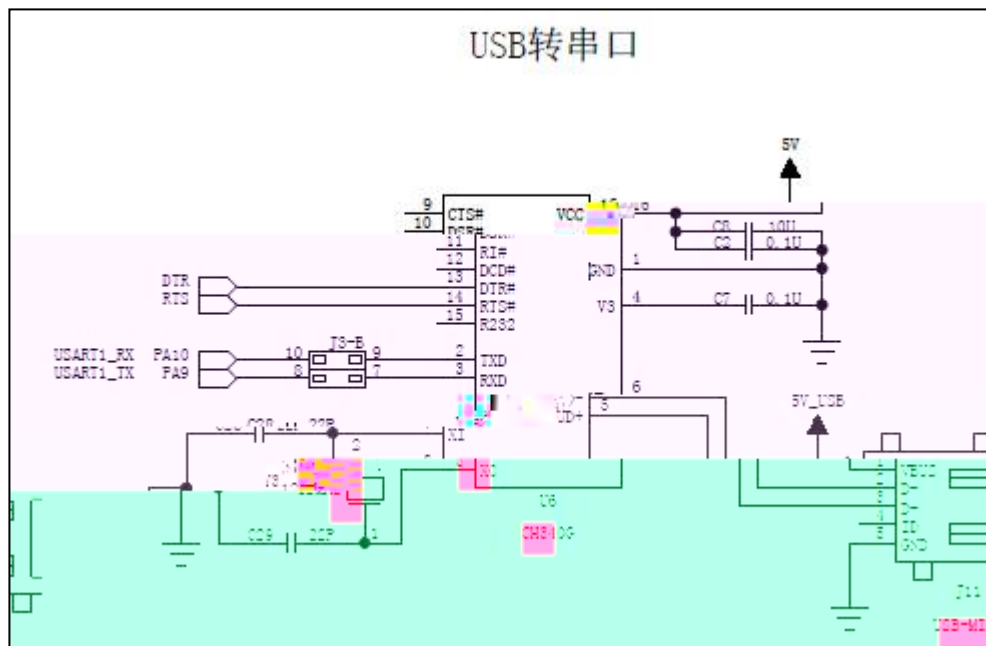 USB转串口
5V
9 CTS# VCC
10
C8 10U
11 RI# C2 0.1U
12 DCD# GND 1
DTR 13 DTR#
RTS 14 RTS# V3 4 C7 0.1U
15 R232
J3-B
USART1_RX PA10 10 9 2 TXD
USART1_TX PA9 8 7 3 RXD
6
UD+ 5 5V_USB
XI
2
U6
C29 22P 1 CH340G
GND
J11